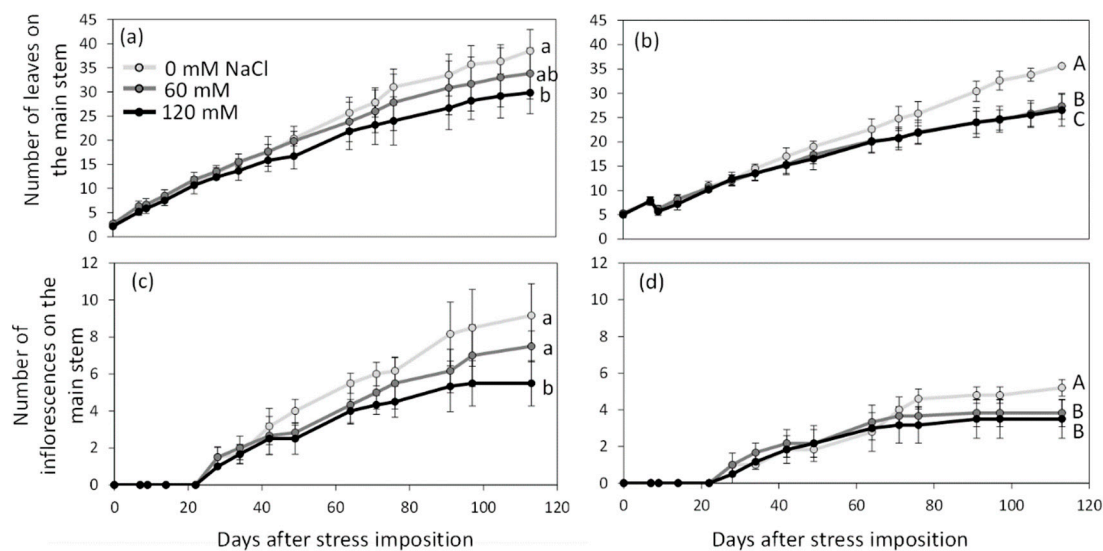 Number of leaves on
the main stem
45
40
35
30
25
20
15
10
5
0
(a)
0 mM NaCl
60 mM
120 mM
a
ab
b
45
40
35
30
25
20
15
10
5
0
(b)
A
B
C
Number of
inflorescences on the
main stem
12
10
8
6
4
2
0
(c)
a
a
b
0 20 40 60 80 100 120
Days after stress imposition
12
10
8
6
4
2
0
(d)
A
B
B
0 20 40 60 80 100 120
Days after stress imposition